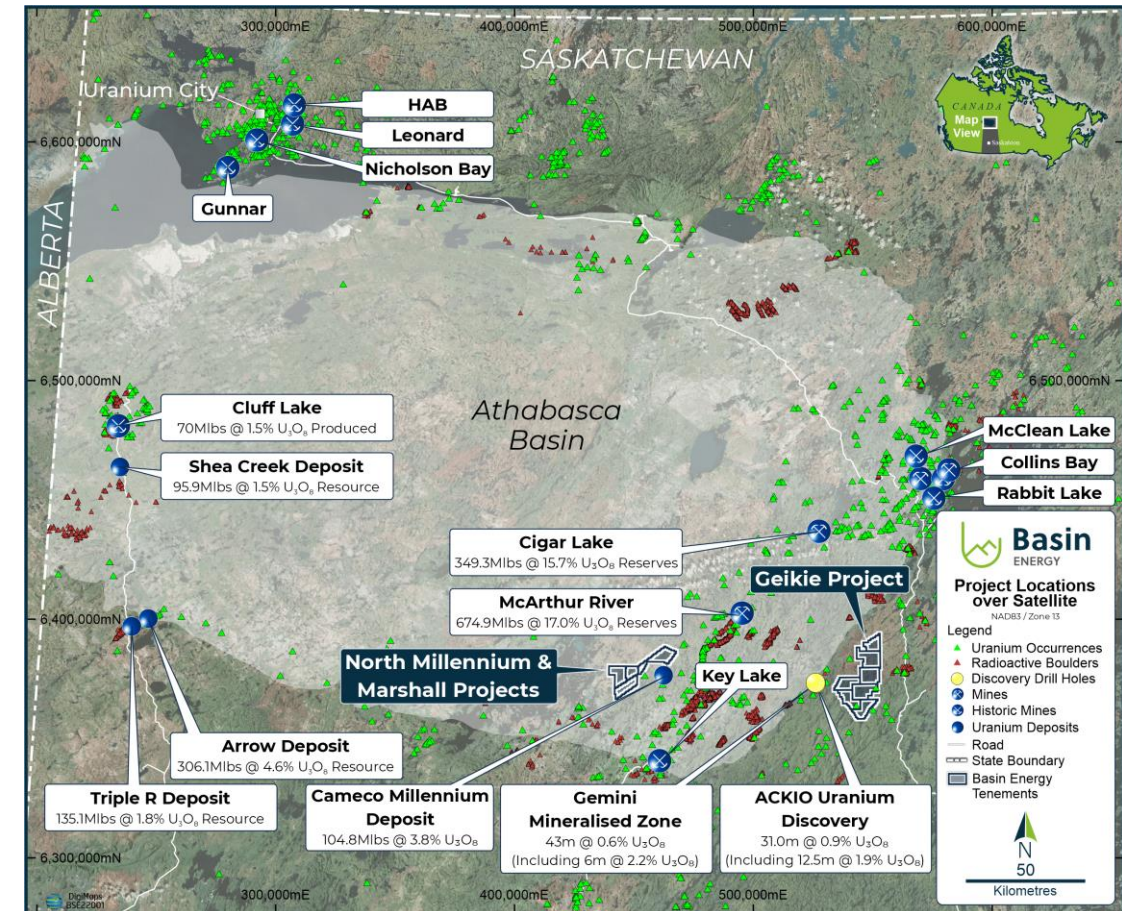 300,000mE
400,000mE
500,000mE
600,000mE
SASKATCHEWAN
ALBERTA
CANADA
Map
View
Saskatchewan
Uranium City
HAB
Leonard
Nicholson Bay
Gunnar
6,600,000mN
6,500,000mN
6,500,000mN
Athabasca
Basin
Cluff Lake
70Mlbs @ 1.5% U₃O₈ Produced
Shea Creek Deposit
95.9Mlbs @ 1.5% U₃O₈ Resource
McClean Lake
Collins Bay
Rabbit Lake
Cigar Lake
349.3Mlbs @ 15.7% U₃O₈ Reserves
McArthur River
674.9Mlbs @ 17.0% U₃O₈ Reserves
Geikie Project
6,400,000mN
North Millennium &
Marshall Projects
Key Lake
Arrow Deposit
306.1Mlbs @ 4.6% U₃O₈ Resource
Triple R Deposit
135.1Mlbs @ 1.8% U₃O₈ Resource
Cameco Millennium
Deposit
104.8Mlbs @ 3.8% U₃O₈
Gemini
Mineralised Zone
43m @ 0.6% U₃O₈
(Including 6m @ 2.2% U₃O₈)
ACKIO Uranium
Discovery
31.0m @ 0.9% U₃O₈
(Including 12.5m @ 1.9% U₃O₈)
6,300,000mN
300,000mE
400,000mE
500,000mE
DigiMaps
BSE22001
Basin
ENERGY
Project Locations
over Satellite
NAD83 / Zone 13
Legend
Uranium Occurrences
Radioactive Boulders
Discovery Drill Holes
Mines
Historic Mines
Uranium Deposits
Road
State Boundary
Basin Energy
Tenements
N
50
Kilometres